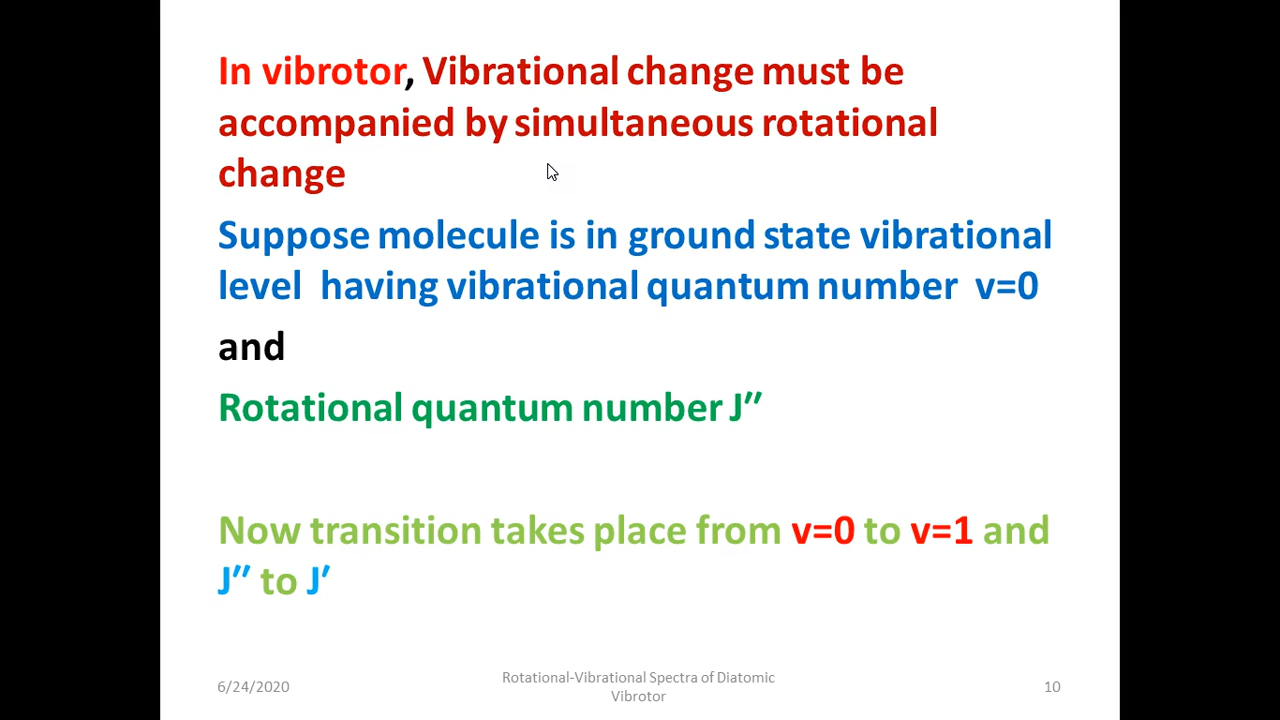 In vibrotor, Vibrational change must be
accompanied by simultaneous rotational
change
Suppose molecule is in ground state vibrational
level  having vibrational quantum number  v=0
and
Rotational quantum number J″
Now transition takes place from v=0 to v=1 and
J″ to J′
6/24/2020
Rotational-Vibrational Spectra of Diatomic
Vibrotor
10